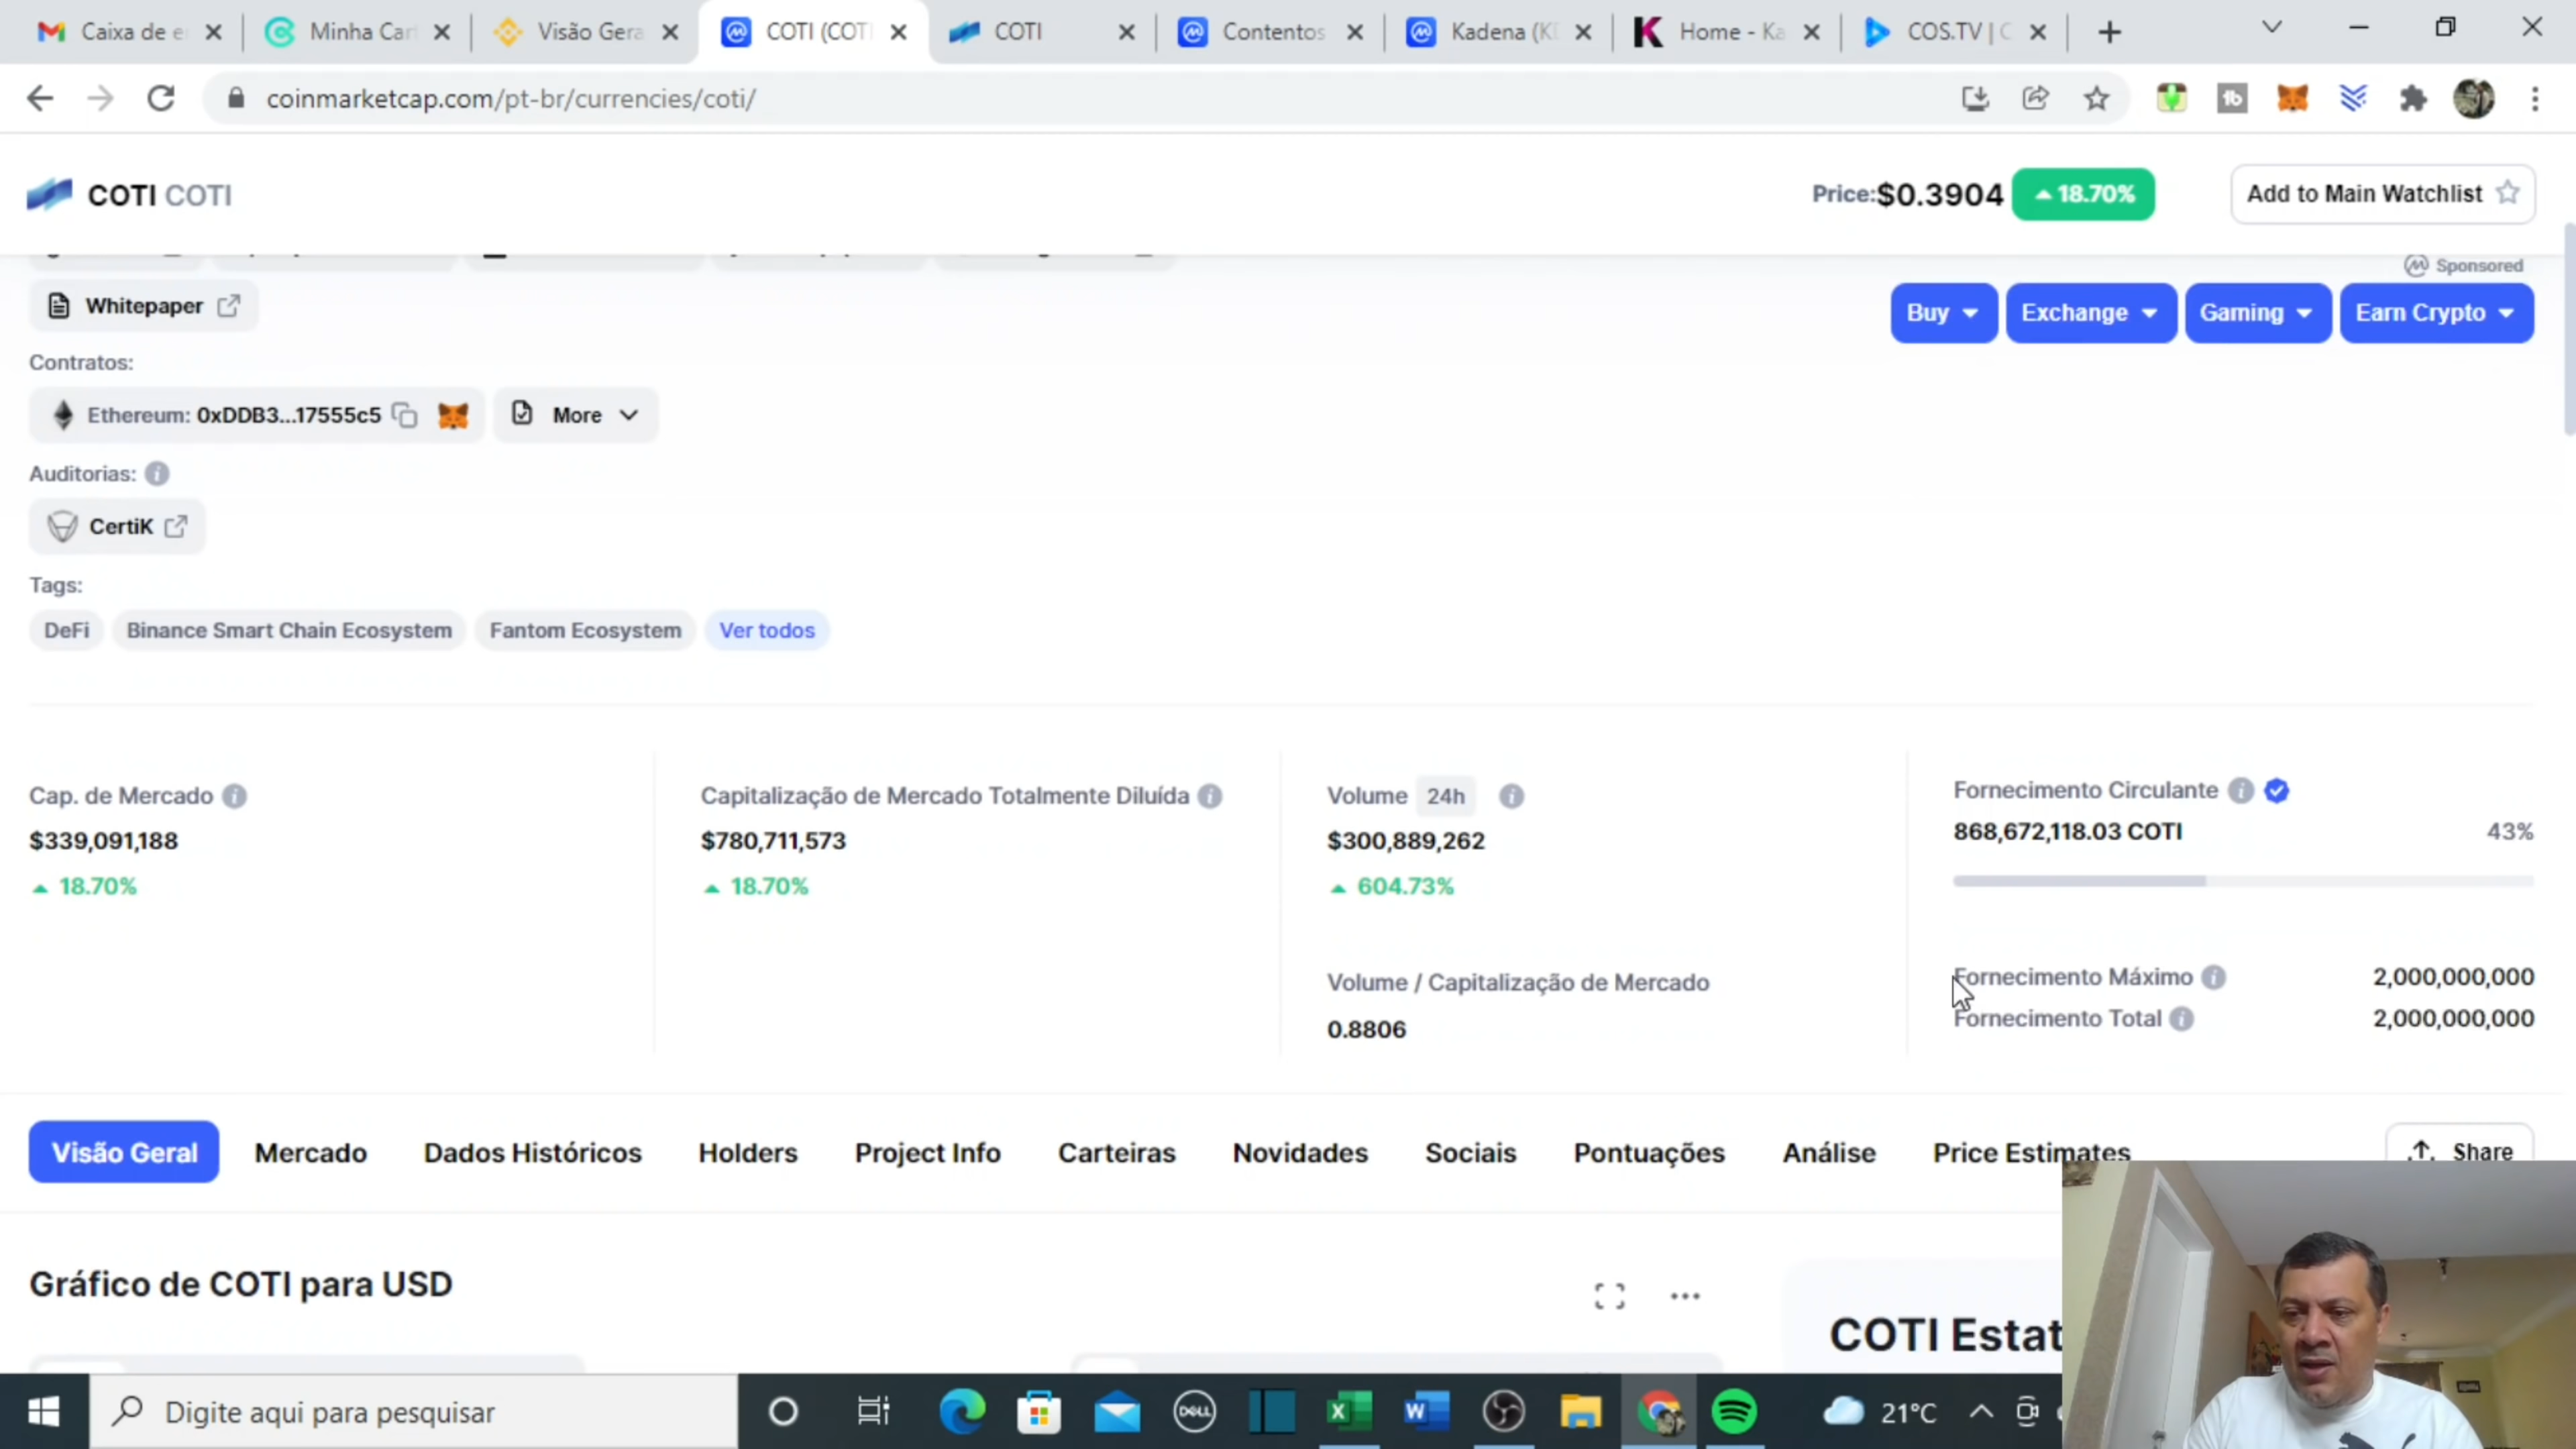 Caixa de e
Minha Car
Visão Gera
COTI (COTI
COTI
Contentos
Kadena (K
Home - Ka
COS.TV | C
coinmarketcap.com/pt-br/currencies/coti/
COTI COTI
Price:$0.3904 18.70%
Add to Main Watchlist
Sponsored
Whitepaper
Buy
Exchange
Gaming
Earn Crypto
Contratos:
Ethereum: 0xDDB3...17555c5
More
Auditorias:
CertiK
Tags:
DeFi
Binance Smart Chain Ecosystem
Fantom Ecosystem
Ver todos
Cap. de Mercado
$339,091,188
18.70%
Capitalização de Mercado Totalmente Diluída
$780,711,573
18.70%
Volume 24h
$300,889,262
604.73%
Volume / Capitalização de Mercado
0.8806
Fornecimento Circulante
868,672,118.03 COTI 43%
Fornecimento Máximo 2,000,000,000
Fornecimento Total 2,000,000,000
Visão Geral
Mercado
Dados Históricos
Holders
Project Info
Carteiras
Novidades
Sociais
Pontuações
Análise
Price Estimates
Share
Gráfico de COTI para USD
COTI Estat
Digite aqui para pesquisar
DELL
21°C